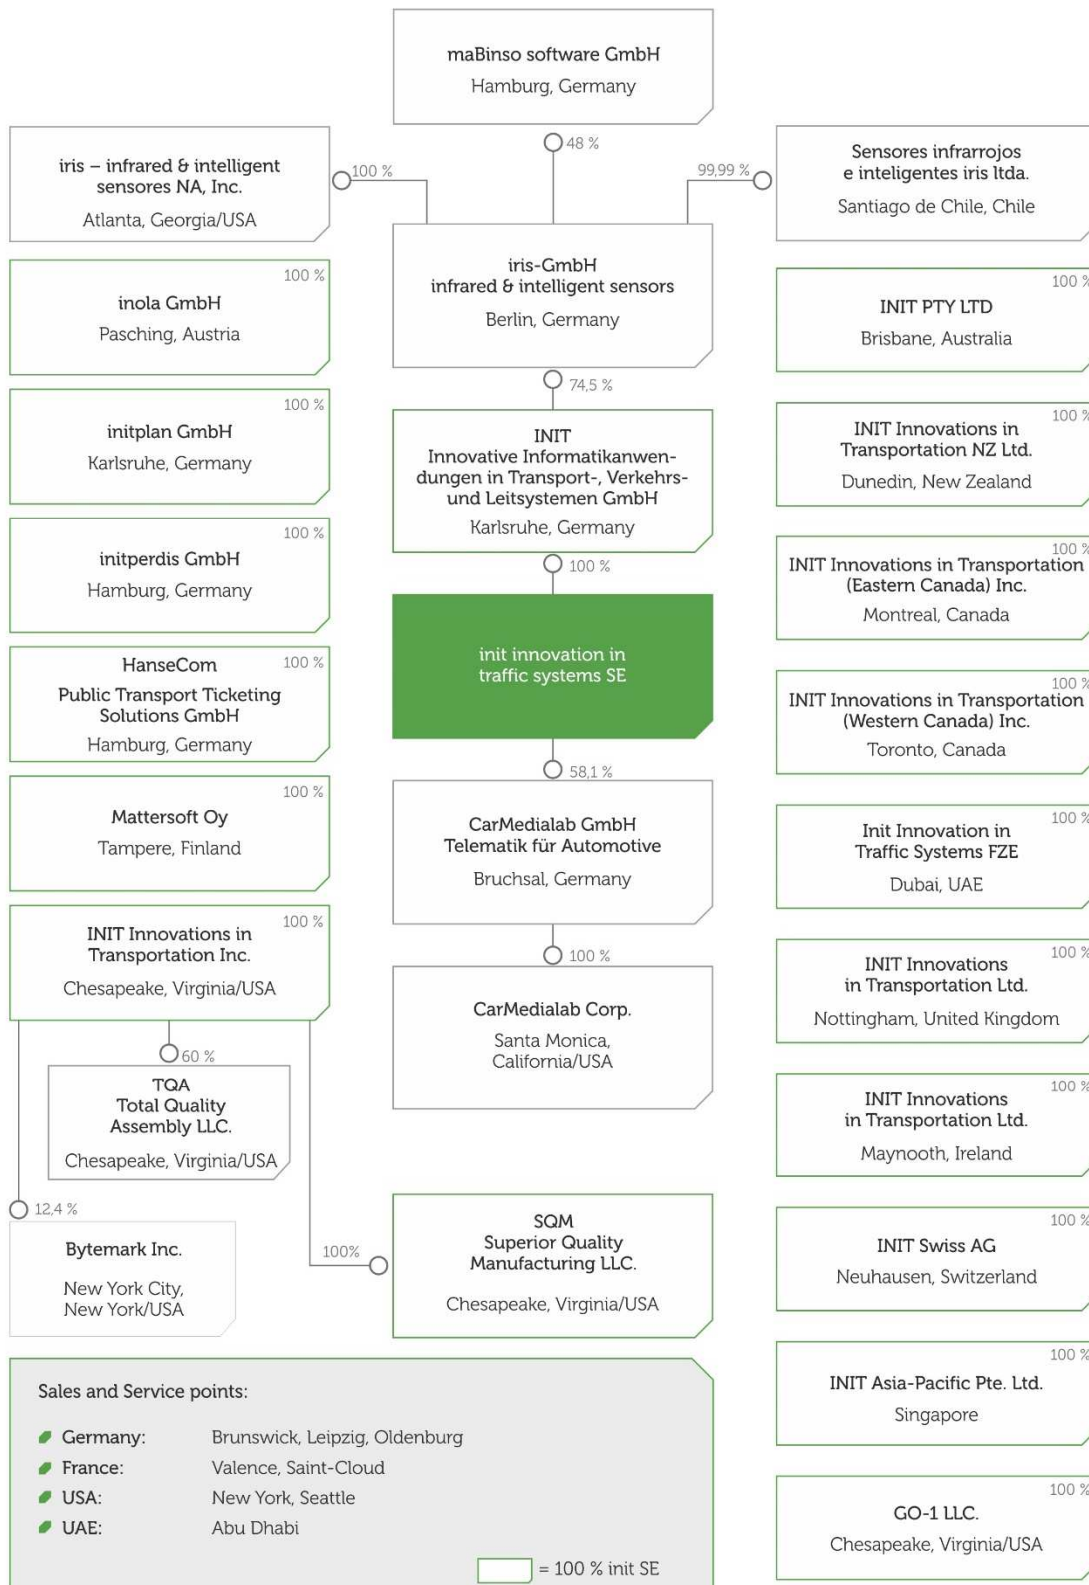 maBinso software GmbH
Hamburg, Germany
48 %
iris – infrared & intelligent
sensores NA, Inc.
Atlanta, Georgia/USA
100 %
99,99 %
Sensores infrarrojos
e inteligentes iris ltda.
Santiago de Chile, Chile
iris-GmbH
infrared & intelligent sensors
Berlin, Germany
74,5 %
INIT
Innovative Informatikanwen-
dungen in Transport-, Verkehrs-
und Leitsystemen GmbH
Karlsruhe, Germany
100 %
init innovation in
traffic systems SE
58,1 %
CarMedialab GmbH
Telematik für Automotive
Bruchsal, Germany
100 %
CarMedialab Corp.
Santa Monica,
California/USA
100 %
inola GmbH
Pasching, Austria
100 %
initplan GmbH
Karlsruhe, Germany
100 %
initperdis GmbH
Hamburg, Germany
100 %
HanseCom
Public Transport Ticketing
Solutions GmbH
Hamburg, Germany
100 %
Mattersoft Oy
Tampere, Finland
100 %
INIT Innovations in
Transportation Inc.
Chesapeake, Virginia/USA
60 %
TQA
Total Quality
Assembly LLC.
Chesapeake, Virginia/USA
12,4 %
Bytemark Inc.
New York City,
New York/USA
100%
SQM
Superior Quality
Manufacturing LLC.
Chesapeake, Virginia/USA
100 %
INIT PTY LTD
Brisbane, Australia
100 %
INIT Innovations in
Transportation NZ Ltd.
Dunedin, New Zealand
100 %
INIT Innovations in Transportation
(Eastern Canada) Inc.
Montreal, Canada
100 %
INIT Innovations in Transportation
(Western Canada) Inc.
Toronto, Canada
100 %
Init Innovation in
Traffic Systems FZE
Dubai, UAE
100 %
INIT Innovations
in Transportation Ltd.
Nottingham, United Kingdom
100 %
INIT Innovations
in Transportation Ltd.
Maynooth, Ireland
100 %
INIT Swiss AG
Neuhausen, Switzerland
100 %
INIT Asia-Pacific Pte. Ltd.
Singapore
100 %
GO-1 LLC.
Chesapeake, Virginia/USA
Sales and Service points:
Germany: Brunswick, Leipzig, Oldenburg
France: Valence, Saint-Cloud
USA: New York, Seattle
UAE: Abu Dhabi
= 100 % init SE